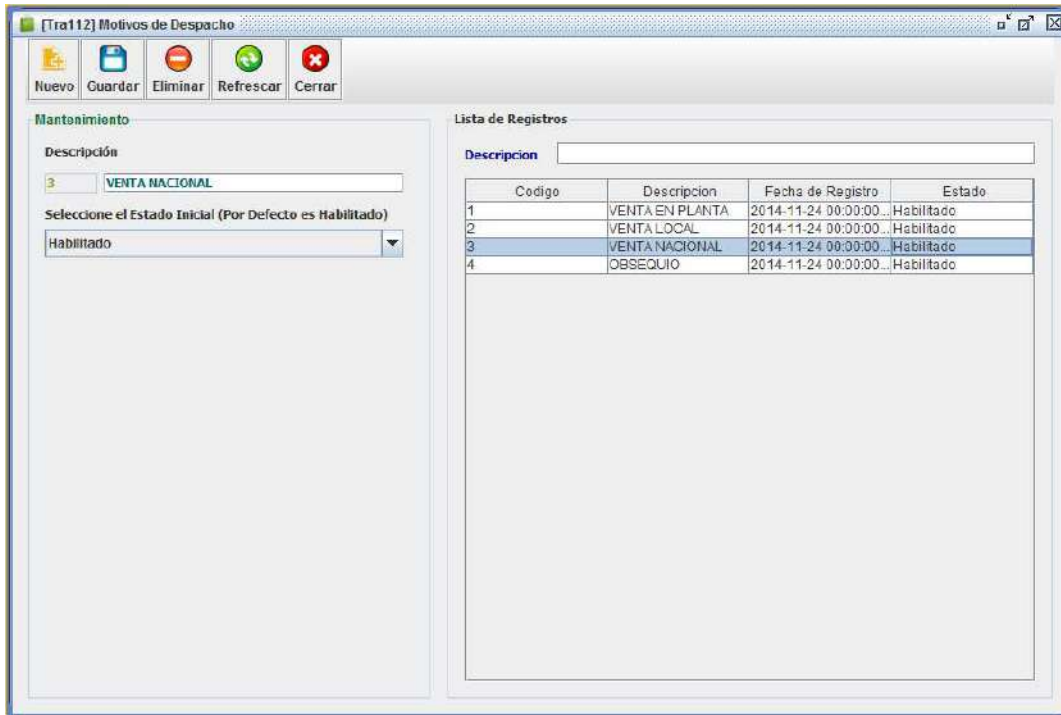 [Tra112] Motivos de Despacho
Nuevo Guardar Eliminar Refrescar Cerrar
Mantenimiento
Descripción
3 VENTA NACIONAL
Seleccione el Estado Inicial (Por Defecto es Habilitado)
Habilitado
Lista de Registros
Descripcion
Codigo Descripcion Fecha de Registro Estado
1 VENTA EN PLANTA 2014-11-24 00:00:00... Habilitado
2 VENTA LOCAL 2014-11-24 00:00:00... Habilitado
3 VENTA NACIONAL 2014-11-24 00:00:00... Habilitado
4 OBSEQUIO 2014-11-24 00:00:00... Habilitado